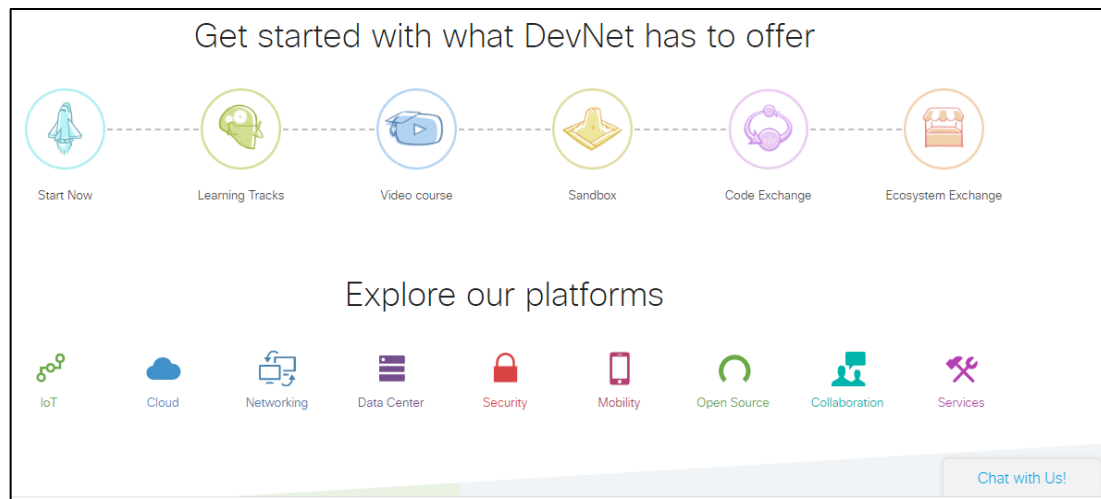 Get started with what DevNet has to offer
Start Now Learning Tracks Video course Sandbox Code Exchange Ecosystem Exchange
Explore our platforms
IoT Cloud Networking Data Center Security Mobility Open Source Collaboration Services
Chat with Us!